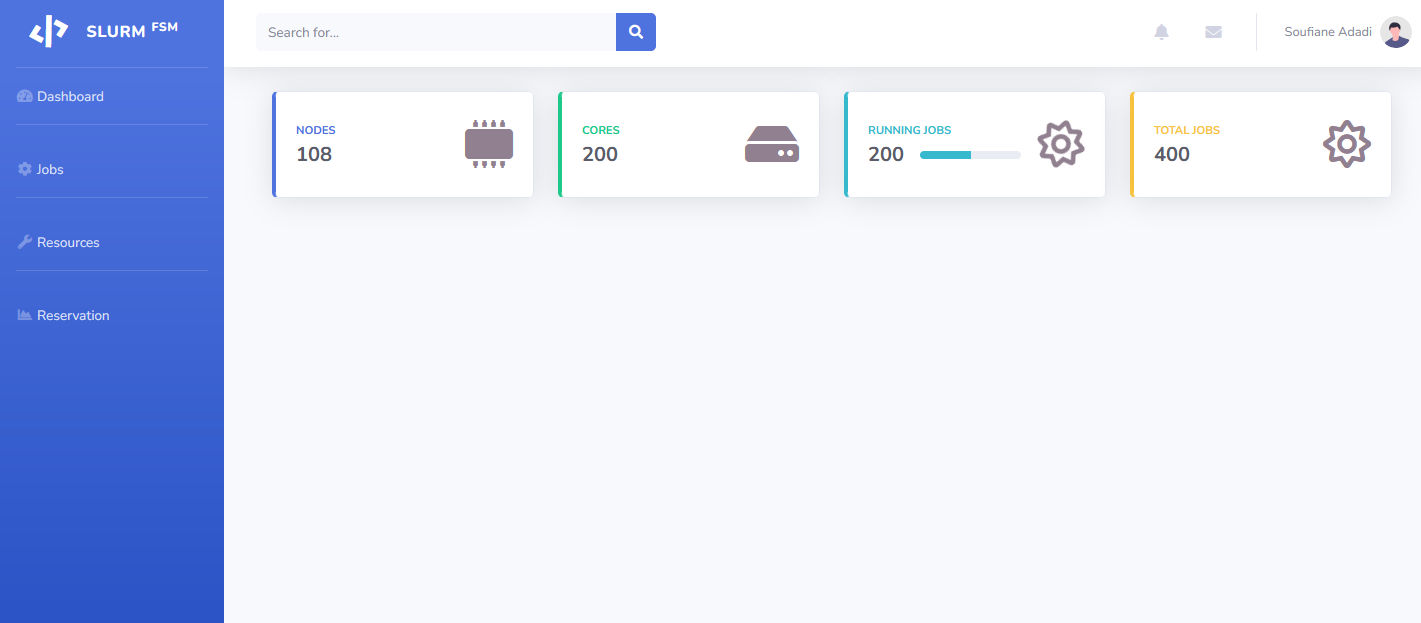 SLURM FSM
Search for...
Soufiane Adadi
Dashboard
Jobs
Resources
Reservation
NODES
108
CORES
200
RUNNING JOBS
200
TOTAL JOBS
400